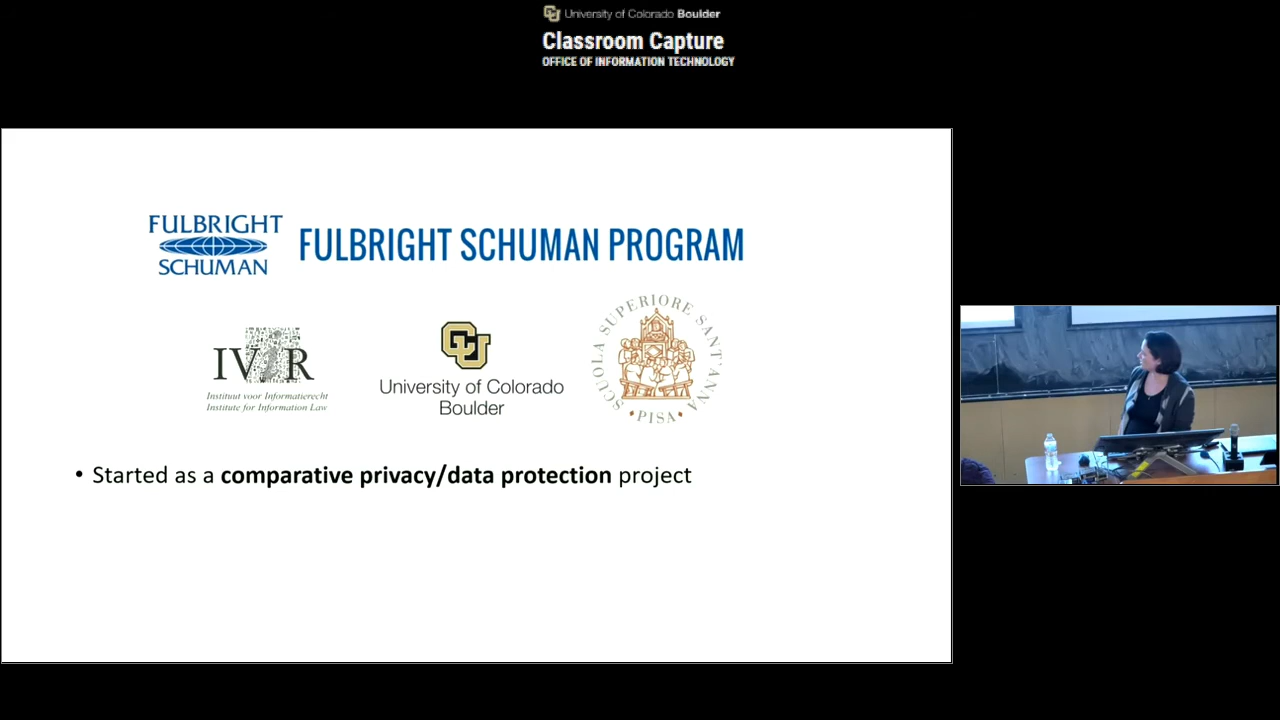 University of Colorado Boulder
Classroom Capture
OFFICE OF INFORMATION TECHNOLOGY
FULBRIGHT
SCHUMAN
FULBRIGHT SCHUMAN PROGRAM
IViR
Instituut voor Informatierecht
Institute for Information Law
CU
University of Colorado
Boulder
SCUOLA SUPERIORE SANT'ANNA
• PISA •
• Started as a comparative privacy/data protection project